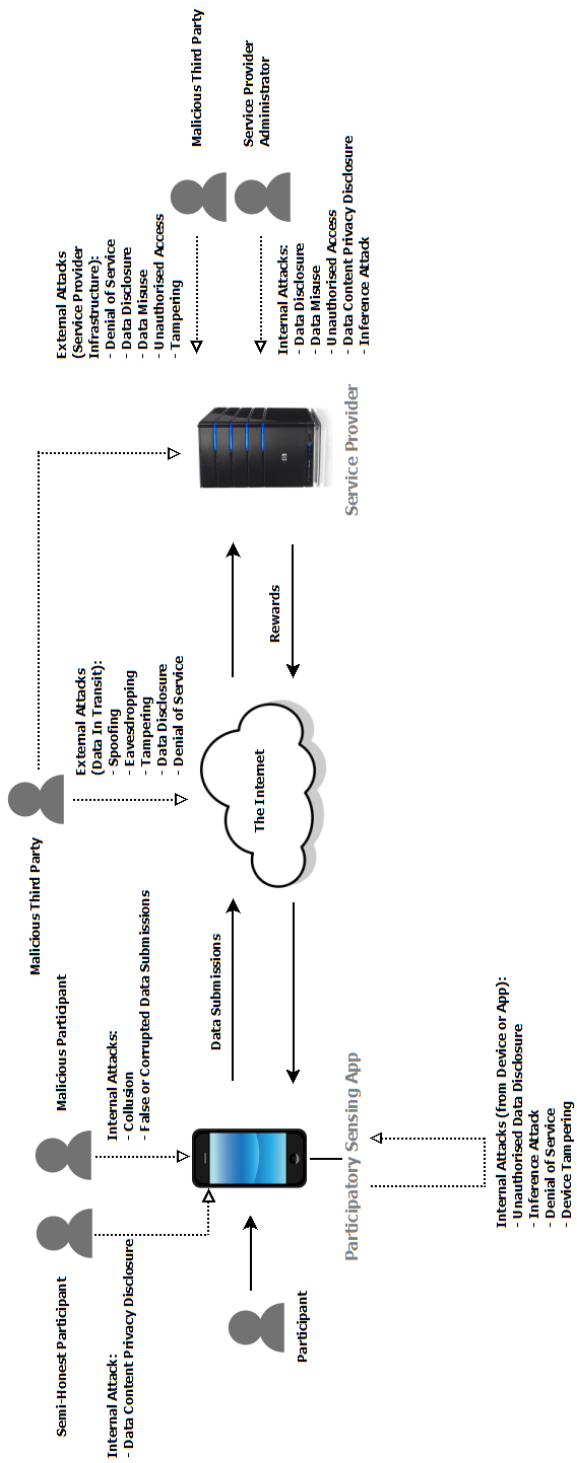 Semi-Honest Participant
Malicious Participant
Malicious Third Party
Internal Attack:
- Data Content Privacy Disclosure
Internal Attacks:
- Collusion
- False or Corrupted Data Submissions
External Attacks
(Data In Transit):
- Spoofing
- Eavesdropping
- Tampering
- Data Disclosure
- Denial of Service
External Attacks
(Service Provider
Infrastructure):
- Denial of Service
- Data Disclosure
- Data Misuse
- Unauthorised Access
- Tampering
Malicious Third Party
Service Provider
Administrator
Internal Attacks:
- Data Disclosure
- Data Misuse
- Unauthorised Access
- Data Content Privacy Disclosure
- Inference Attack
Participant
Data Submissions
The Internet
Rewards
Participatory Sensing App
Service Provider
Internal Attacks (from Device or App):
- Unauthorised Data Disclosure
- Inference Attack
- Denial of Service
- Device Tampering